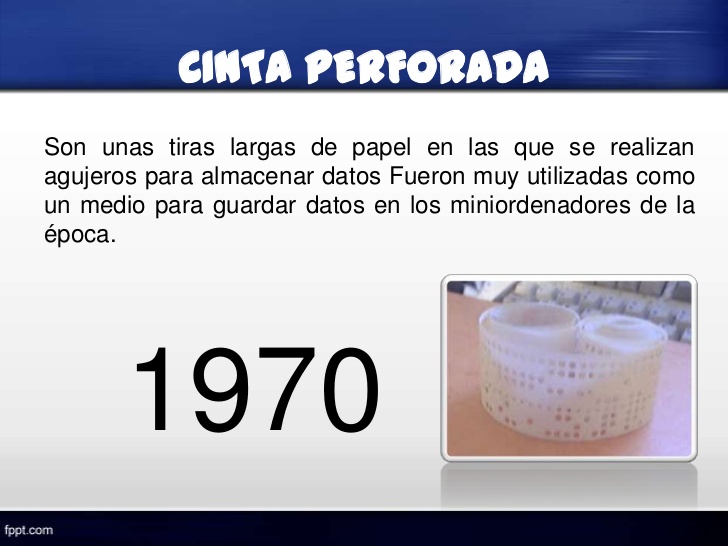 CINTA PERFORADA
Son unas tiras largas de papel en las que se realizan
agujeros para almacenar datos Fueron muy utilizadas como
un medio para guardar datos en los miniordenadores de la
época.
1970
fppt.com